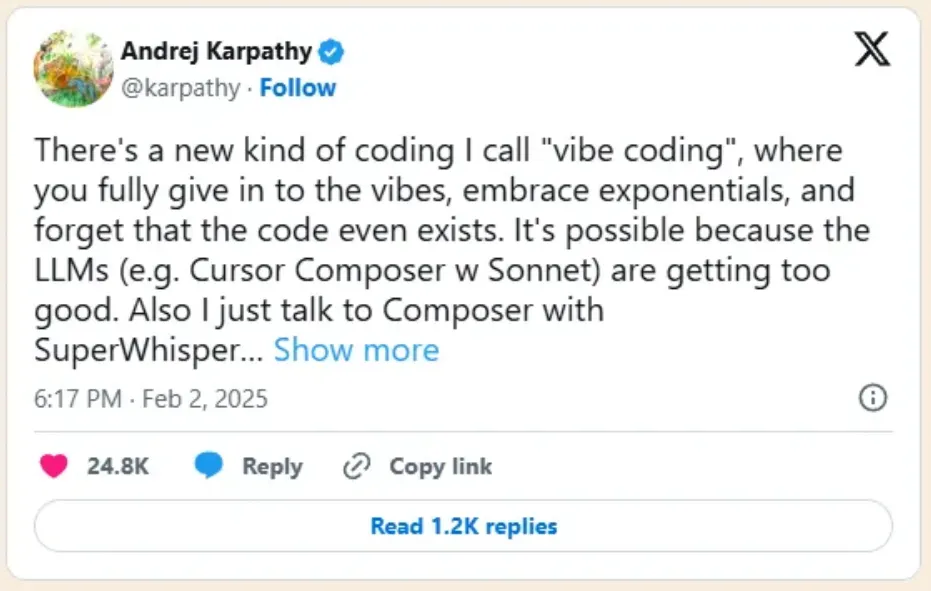 Andrej Karpathy
@karpathy · Follow
There's a new kind of coding I call "vibe coding", where
you fully give in to the vibes, embrace exponentials, and
forget that the code even exists. It's possible because the
LLMs (e.g. Cursor Composer w Sonnet) are getting too
good. Also I just talk to Composer with
SuperWhisper... Show more
6:17 PM · Feb 2, 2025
24.8K Reply Copy link
Read 1.2K replies